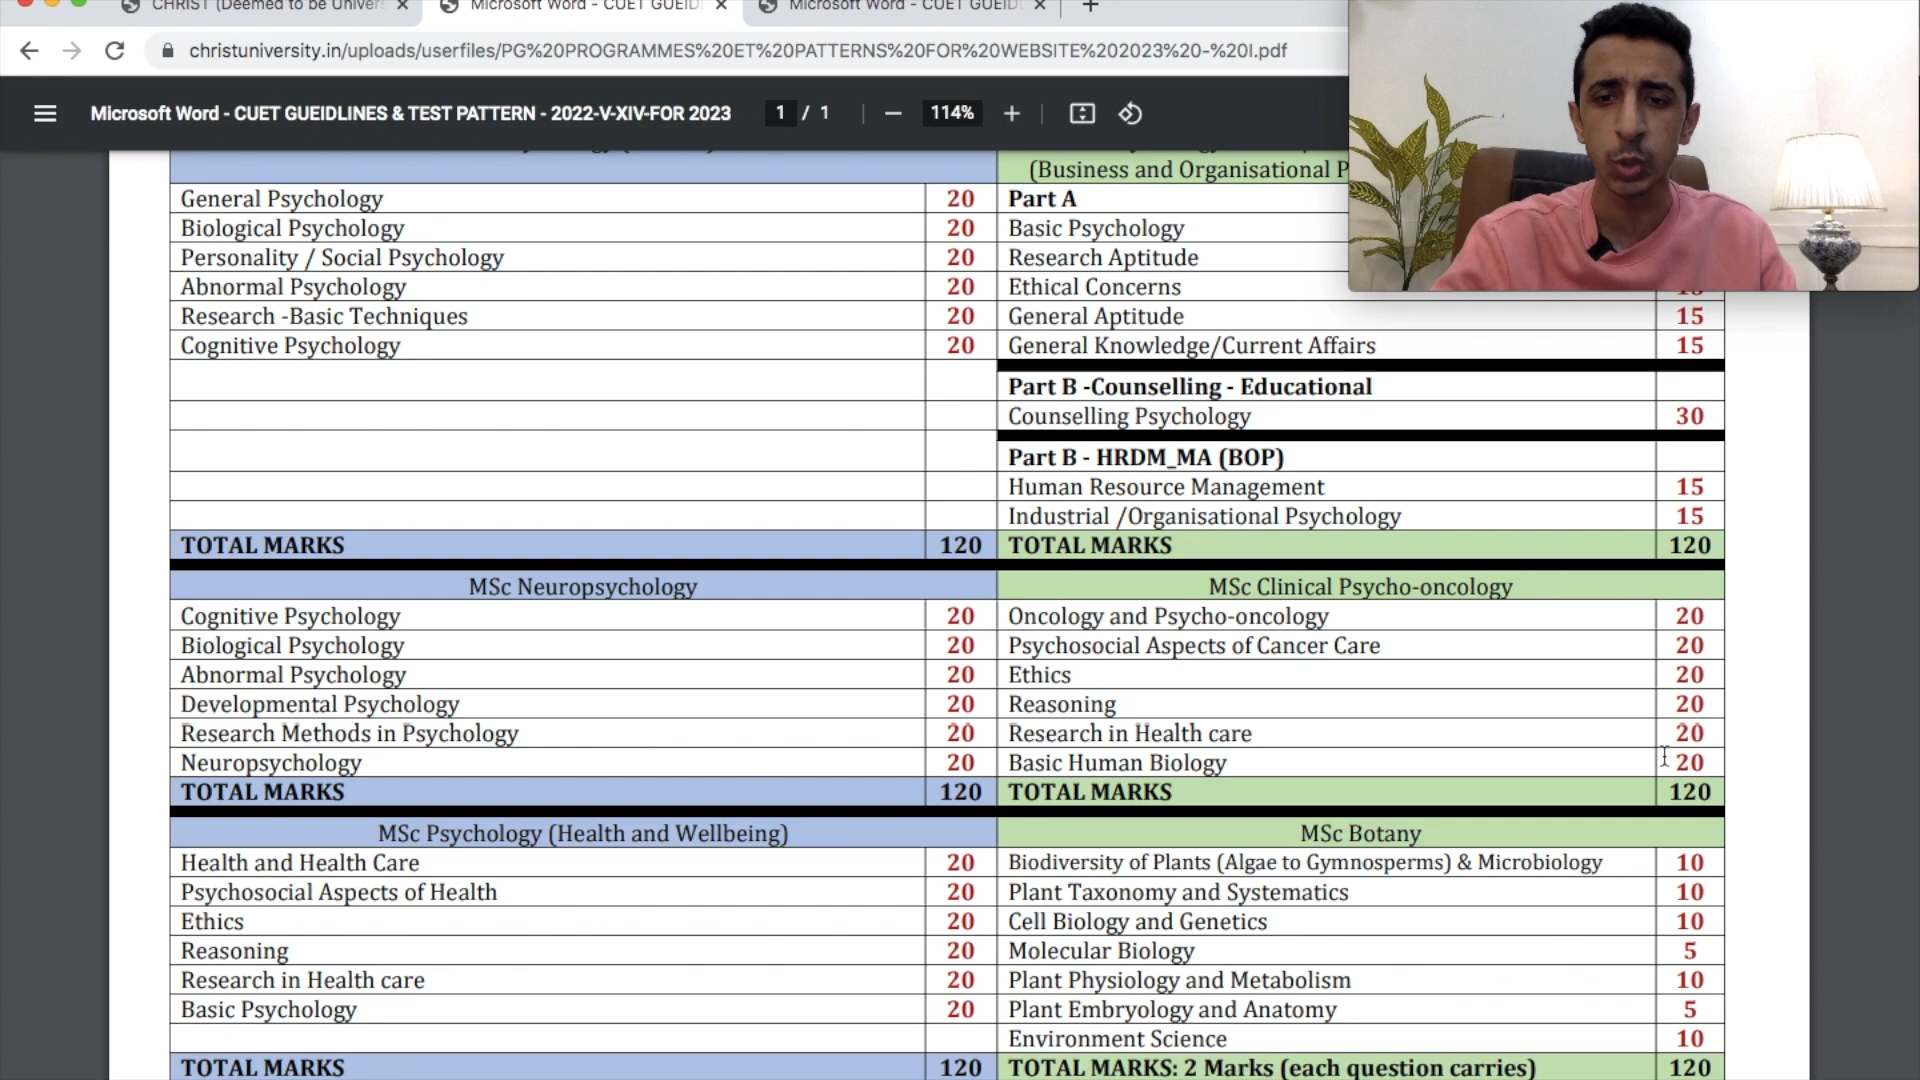 CHRIST (Deemed to be Univers
Microsoft Word - CUET GUEID
Microsoft Word - CUET GUEID
christuniversity.in/uploads/userfiles/PG%20PROGRAMMES%20ET%20PATTERNS%20FOR%20WEBSITE%202023%20-%20I.pdf
Microsoft Word - CUET GUEIDLINES & TEST PATTERN - 2022-V-XIV-FOR 2023 1 / 1 114%
(Business and Organisational P
General Psychology 20 Part A
Biological Psychology 20 Basic Psychology
Personality / Social Psychology 20 Research Aptitude
Abnormal Psychology 20 Ethical Concerns
Research -Basic Techniques 20 General Aptitude 15
Cognitive Psychology 20 General Knowledge/Current Affairs 15
Part B -Counselling - Educational
Counselling Psychology 30
Part B - HRDM_MA (BOP)
Human Resource Management 15
Industrial /Organisational Psychology 15
TOTAL MARKS 120 TOTAL MARKS 120
MSc Neuropsychology MSc Clinical Psycho-oncology
Cognitive Psychology 20 Oncology and Psycho-oncology 20
Biological Psychology 20 Psychosocial Aspects of Cancer Care 20
Abnormal Psychology 20 Ethics 20
Developmental Psychology 20 Reasoning 20
Research Methods in Psychology 20 Research in Health care 20
Neuropsychology 20 Basic Human Biology 20
TOTAL MARKS 120 TOTAL MARKS 120
MSc Psychology (Health and Wellbeing) MSc Botany
Health and Health Care 20 Biodiversity of Plants (Algae to Gymnosperms) & Microbiology 10
Psychosocial Aspects of Health 20 Plant Taxonomy and Systematics 10
Ethics 20 Cell Biology and Genetics 10
Reasoning 20 Molecular Biology 5
Research in Health care 20 Plant Physiology and Metabolism 10
Basic Psychology 20 Plant Embryology and Anatomy 5
Environment Science 10
TOTAL MARKS 120 TOTAL MARKS: 2 Marks (each question carries) 120